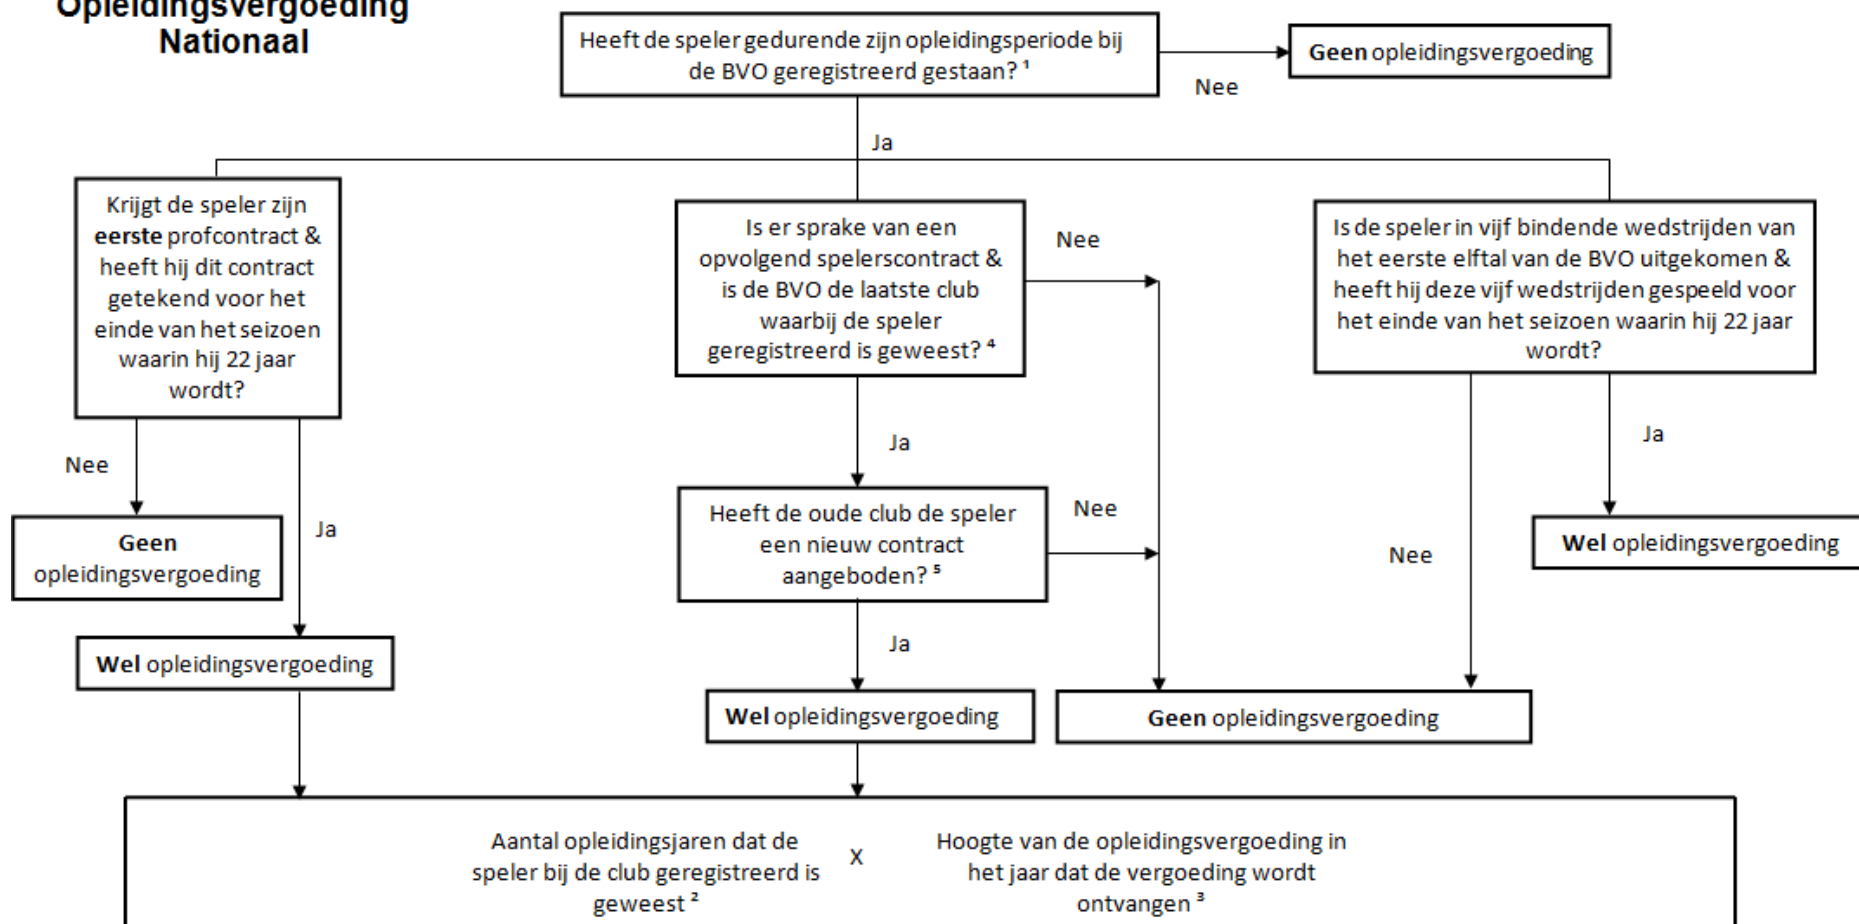 Opleidingsvergoeding
Nationaal
Heeft de speler gedurende zijn opleidingsperiode bij
de BVO geregistreerd gestaan? ¹
Nee
Geen opleidingsvergoeding
Ja
Krijgt de speler zijn
eerste profcontract &
heeft hij dit contract
getekend voor het
einde van het seizoen
waarin hij 22 jaar
wordt?
Nee
Geen
opleidingsvergoeding
Ja
Wel opleidingsvergoeding
Is er sprake van een
opvolgend spelerscontract &
is de BVO de laatste club
waarbij de speler
geregistreerd is geweest? ⁴
Nee
Ja
Heeft de oude club de speler
een nieuw contract
aangeboden? ⁵
Nee
Ja
Wel opleidingsvergoeding
Is de speler in vijf bindende wedstrijden van
het eerste elftal van de BVO uitgekomen &
heeft hij deze vijf wedstrijden gespeeld voor
het einde van het seizoen waarin hij 22 jaar
wordt?
Ja
Wel opleidingsvergoeding
Nee
Geen opleidingsvergoeding
Aantal opleidingsjaren dat de
speler bij de club geregistreerd is
geweest ²
X
Hoogte van de opleidingsvergoeding in
het jaar dat de vergoeding wordt
ontvangen ³